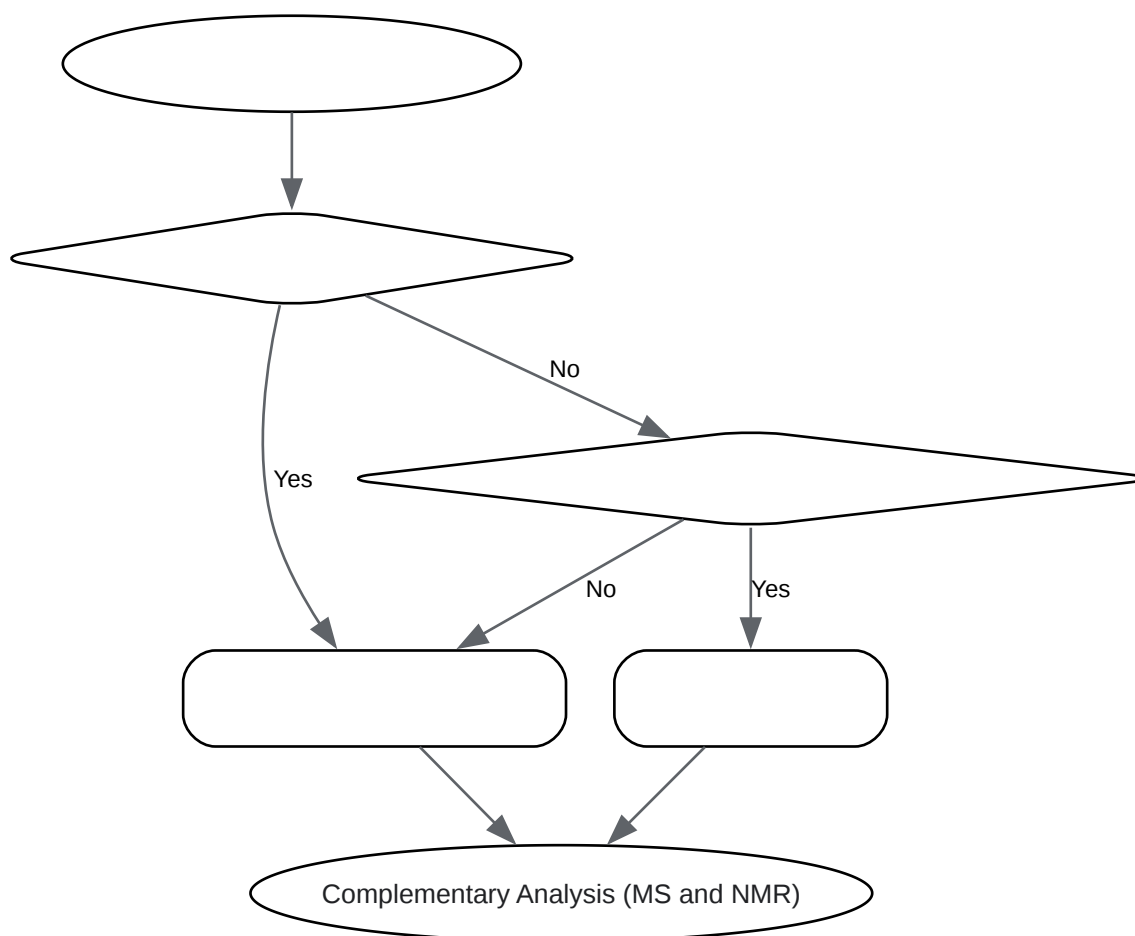 No
Yes
No
Yes
Complementary Analysis (MS and NMR)